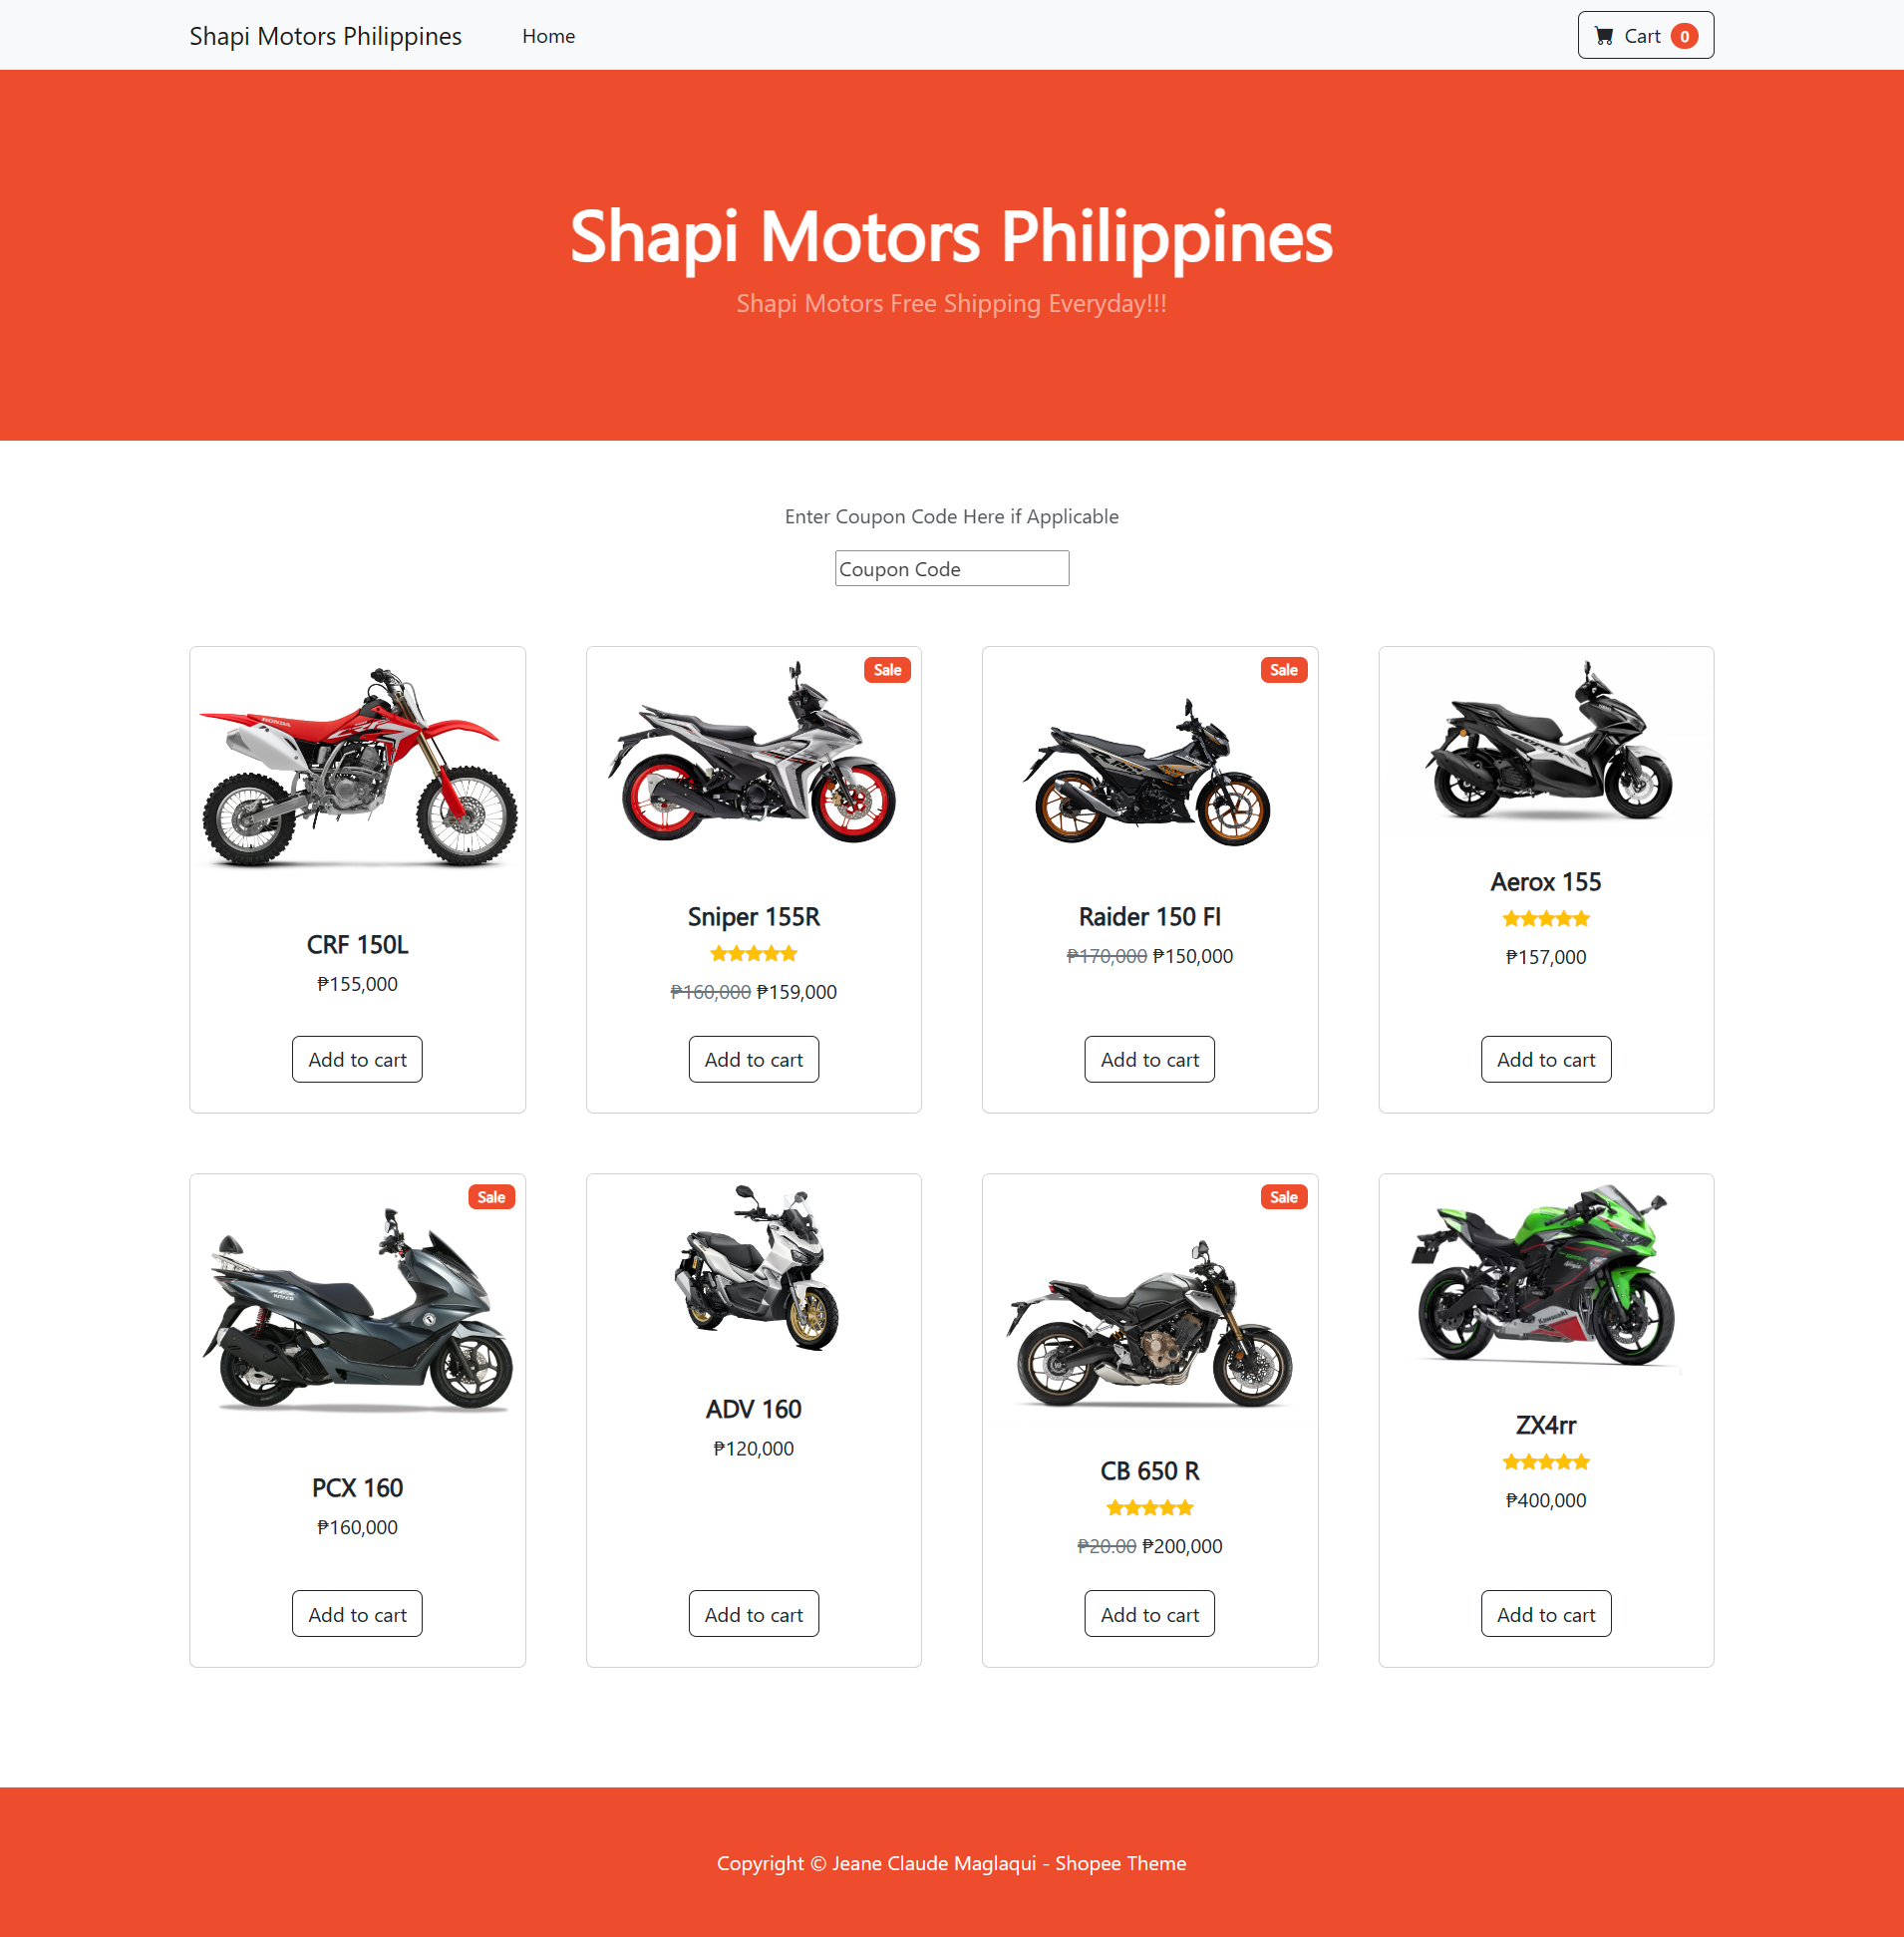 Shapi Motors Philippines
Home
Cart 0
Shapi Motors Philippines
Shapi Motors Free Shipping Everyday!!!
Enter Coupon Code Here if Applicable
Coupon Code
HONDA
CRF 150L
₱155,000
Add to cart
Sale
Sniper 155R
₱160,000 ₱159,000
Add to cart
Sale
Raider 150 FI
₱170,000 ₱150,000
Add to cart
Aerox 155
₱157,000
Add to cart
Sale
PCX 160
₱160,000
Add to cart
ADV 160
₱120,000
Add to cart
Sale
CB 650 R
₱20.00 ₱200,000
Add to cart
Ninja
Kawasaki
ZX4rr
₱400,000
Add to cart
Copyright © Jeane Claude Maglaqui - Shopee Theme